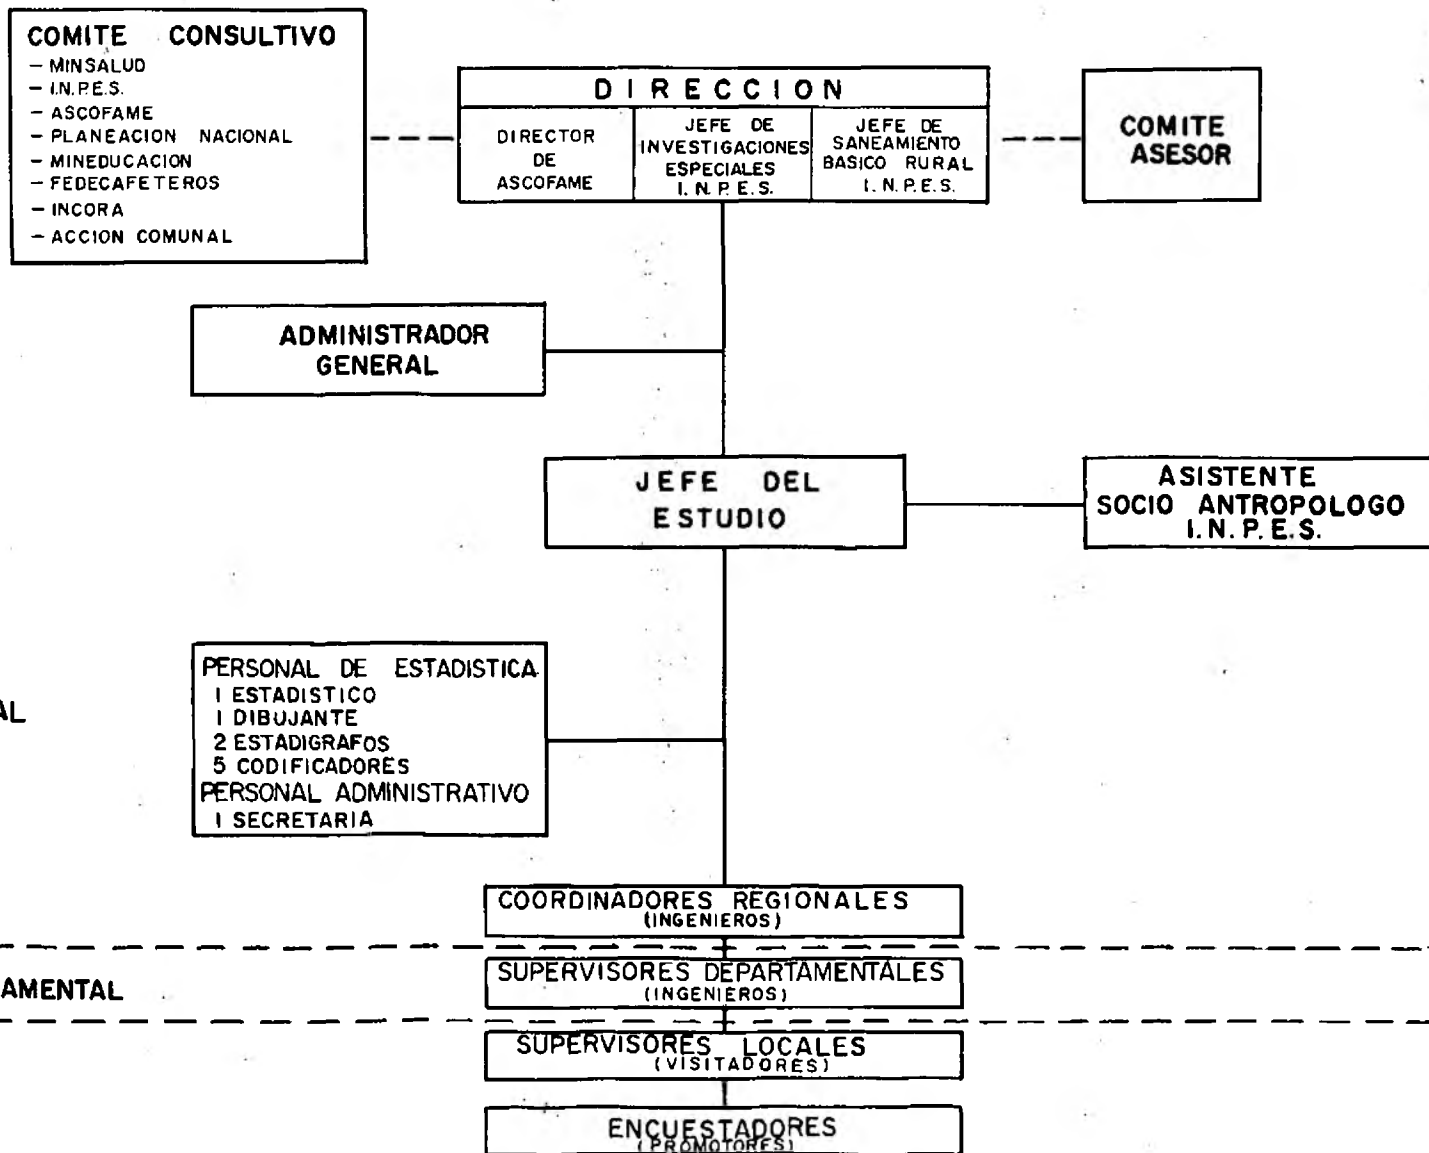 COMITE CONSULTIVO
- MINSALUD
- I.N.P.E.S.
- ASCOFAME
- PLANEACION NACIONAL
- MINEDUCACION
- FEDECAFETEROS
- INCORA
- ACCION COMUNAL
DIRECCION
DIRECTOR
DE
ASCOFAME
JEFE DE
INVESTIGACIONES
ESPECIALES
I.N.P.E.S.
JEFE DE
SANEAMIENTO
BASICO RURAL
I.N.P.E.S.
COMITE
ASESOR
ADMINISTRADOR
GENERAL
JEFE DEL
ESTUDIO
ASISTENTE
SOCIO ANTROPOLOGO
I.N.P.E.S.
PERSONAL DE ESTADISTICA
1 ESTADISTICO
1 DIBUJANTE
2 ESTADIGRAFOS
5 CODIFICADORES
PERSONAL ADMINISTRATIVO
1 SECRETARIA
AL
COORDINADORES REGIONALES
(INGENIEROS)
AMENTAL
SUPERVISORES DEPARTAMENTALES
(INGENIEROS)
SUPERVISORES LOCALES
(VISITADORES)
ENCUESTADORES
(PROMOTORES)